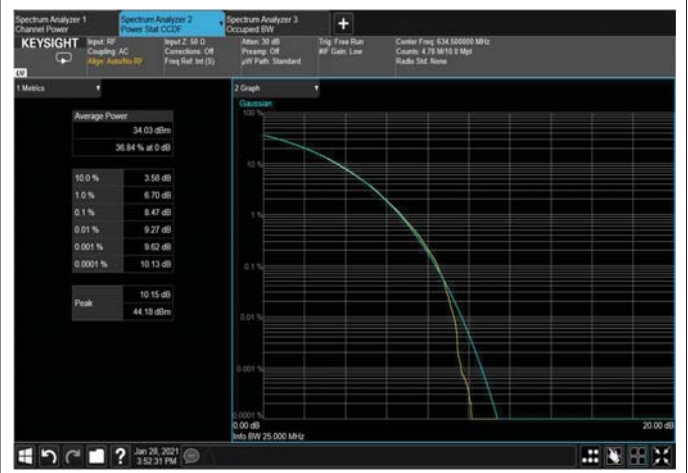 Spectrum Analyzer 1
Channel Power
Spectrum Analyzer 2
Power Stat CCDF
Spectrum Analyzer 3
Occupied BW
KEYSIGHT
Input: RF
Coupling: AC
Align: Auto/No RF
Input Z: 50 Ω
Corrections: Off
Freq Ref: Int (S)
Atten: 30 dB
Preamp: Off
µW Path: Standard
Trig: Free Run
#IF Gain: Low
Center Freq: 634.500000 MHz
Counts: 4.78 M/10.0 Mpt
Radio Std: None
1 Metrics
Average Power
34.03 dBm
36.84 % at 0 dB
10.0 % 3.58 dB
1.0 % 6.70 dB
0.1 % 8.47 dB
0.01 % 9.27 dB
0.001 % 9.62 dB
0.0001 % 10.13 dB
Peak
10.15 dB
44.18 dBm
2 Graph
Gaussian
100 %
10 %
1 %
0.1 %
0.01 %
0.001 %
0.0001 %
0.00 dB
20.00 dB
Info BW 25.000 MHz
Jan 28, 2021
3:52:31 PM